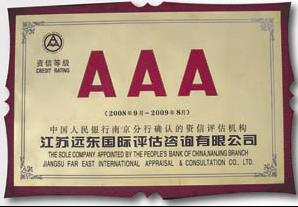 资信等级
CREDIT RATING
AAA
(2008年9月-2009年8月)
中国人民银行南京分行确认的资信评估机构
江苏远东国际评估咨询有限公司
THE SOLE COMPANY APPOINTED BY THE PEOPLE'S BANK OF CHINA,NANJING BRANCH
JIANGSU FAR EAST INTERNATIONAL APPRAISAL & CONSULTATION CO., LTD.